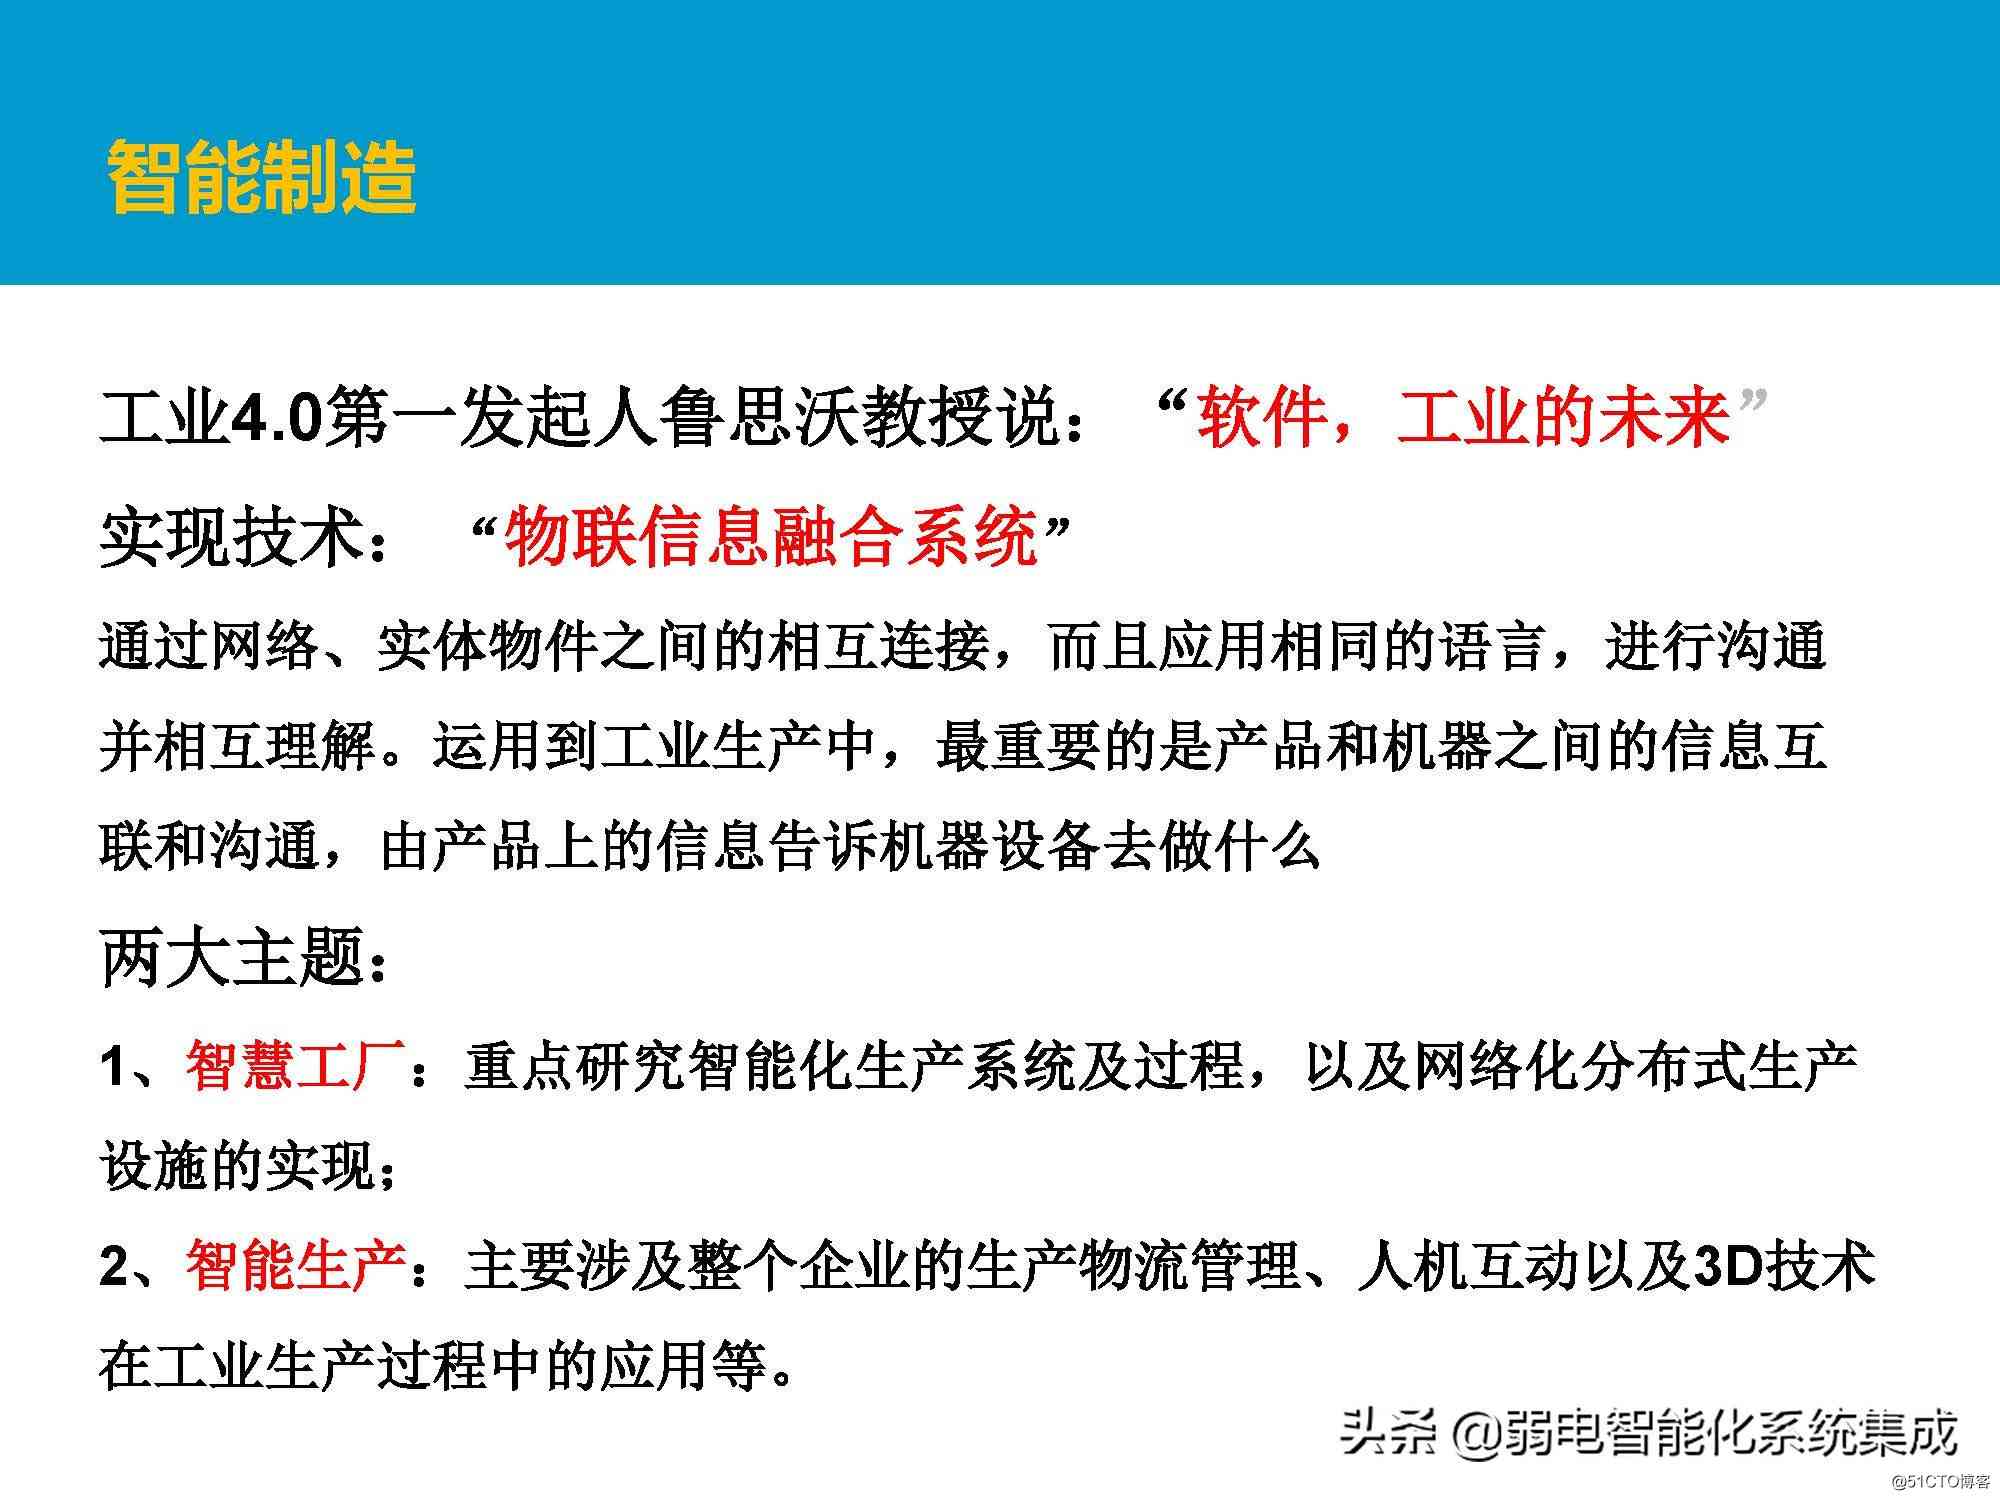 智能制造
工业4.0第一发起人鲁思沃教授说：“软件，工业的未来”
实现技术：“物联信息融合系统”
通过网络、实体物件之间的相互连接，而且应用相同的语言，进行沟通
并相互理解。运用到工业生产中，最重要的是产品和机器之间的信息互
联和沟通，由产品上的信息告诉机器设备去做什么
两大主题：
1、智慧工厂：重点研究智能化生产系统及过程，以及网络化分布式生产
设施的实现；
2、智能生产：主要涉及整个企业的生产物流管理、人机互动以及3D技术
在工业生产过程中的应用等。
头条 @弱电智能化系统集成
@51CTO博客